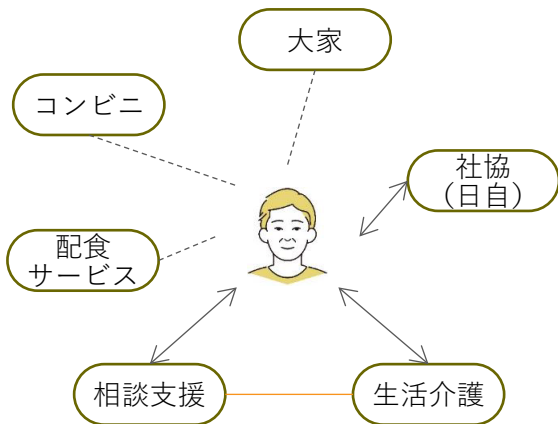 大家
コンビニ
社協
(日自)
配食
サービス
相談支援
生活介護